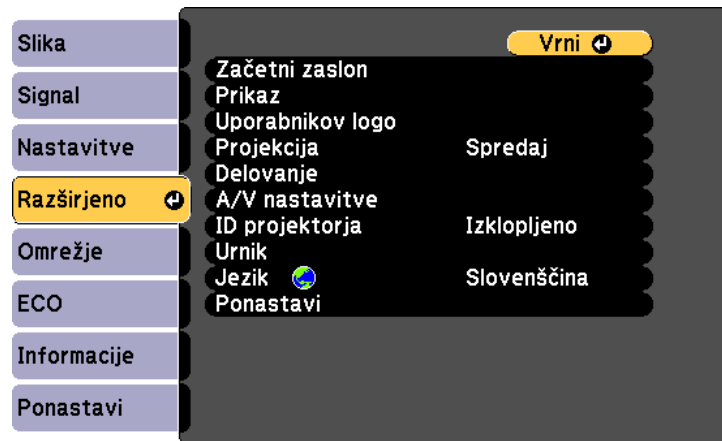 Slika
Signal
Nastavitve
Razširjeno
Omrežje
ECO
Informacije
Ponastavi
Vrni
Začetni zaslon
Prikaz
Uporabnikov logo
Projekcija Spredaj
Delovanje
A/V nastavitve
ID projektorja Izklopljeno
Urnik
Jezik Slovenščina
Ponastavi